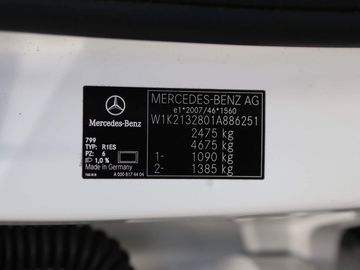 MERCEDES-BENZ AG
e1*2007/46*1560
W1K2132801A886251
2475 kg
4675 kg
1- 1090 kg
2- 1385 kg
Mercedes-Benz
799
TYP: R1ES
PZ: 6
1,0 %
Made in Germany
A 000 817 44 04